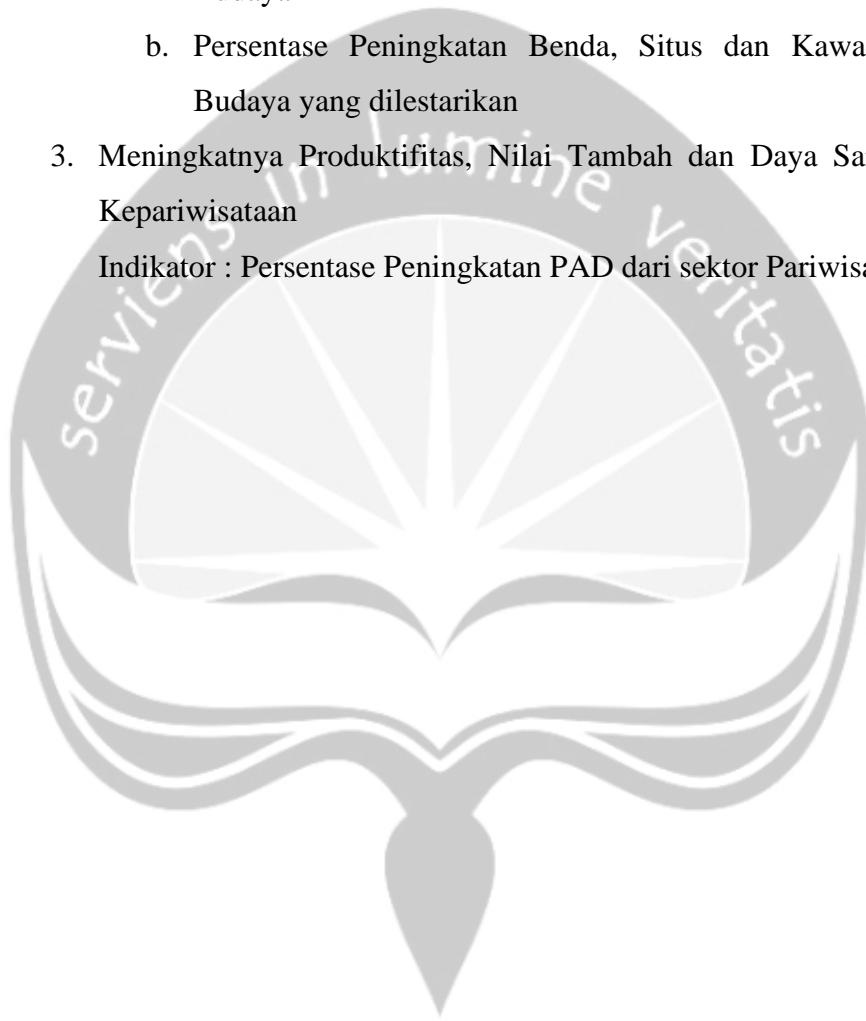 b. Persentase Peningkatan Benda, Situs dan Kawa
Budaya yang dilestarikan
3. Meningkatnya Produktifitas, Nilai Tambah dan Daya Sa
Kepariwisataan
Indikator : Persentase Peningkatan PAD dari sektor Pariwisa
serviens in lumine veritatis